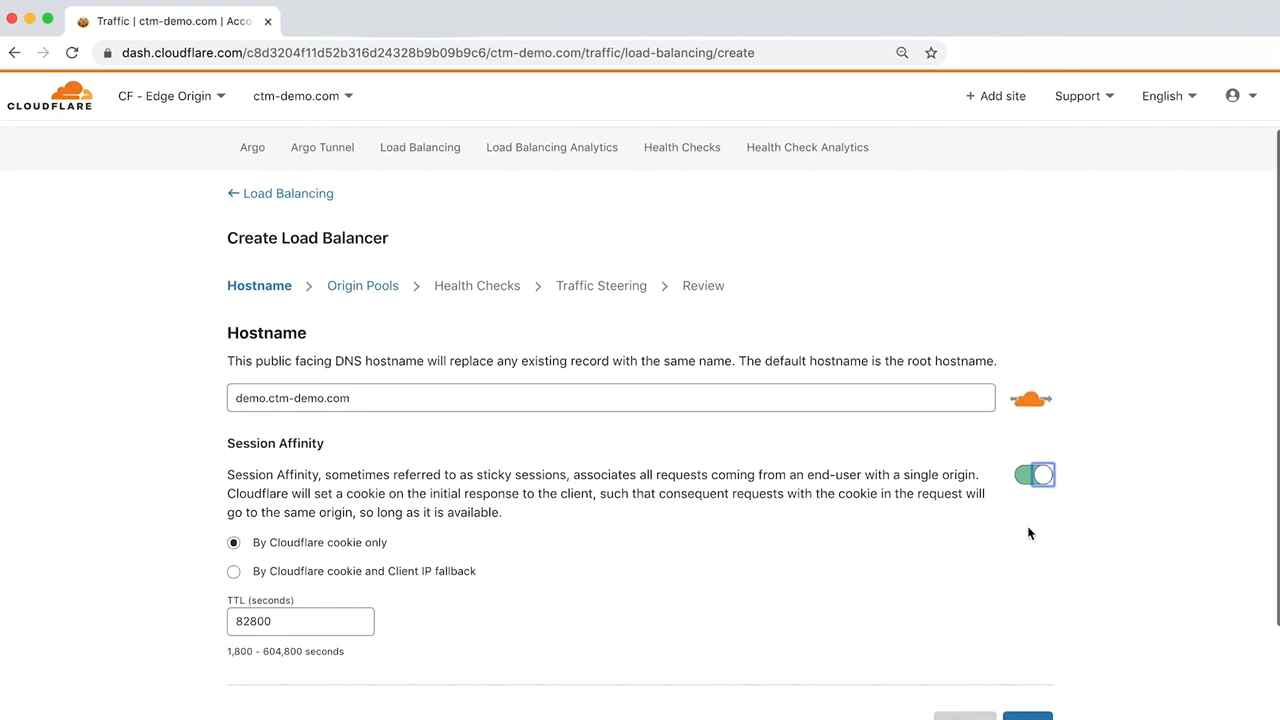 Traffic | ctm-demo.com | Acco
dash.cloudflare.com/c8d3204f11d52b316d24328b9b09b9c6/ctm-demo.com/traffic/load-balancing/create
CLOUDFLARE
CF - Edge Origin
ctm-demo.com
+ Add site
Support
English
Argo
Argo Tunnel
Load Balancing
Load Balancing Analytics
Health Checks
Health Check Analytics
← Load Balancing
Create Load Balancer
Hostname > Origin Pools > Health Checks > Traffic Steering > Review
Hostname
This public facing DNS hostname will replace any existing record with the same name. The default hostname is the root hostname.
demo.ctm-demo.com
Session Affinity
Session Affinity, sometimes referred to as sticky sessions, associates all requests coming from an end-user with a single origin.
Cloudflare will set a cookie on the initial response to the client, such that consequent requests with the cookie in the request will
go to the same origin, so long as it is available.
By Cloudflare cookie only
By Cloudflare cookie and Client IP fallback
TTL (seconds)
82800
1,800 - 604,800 seconds